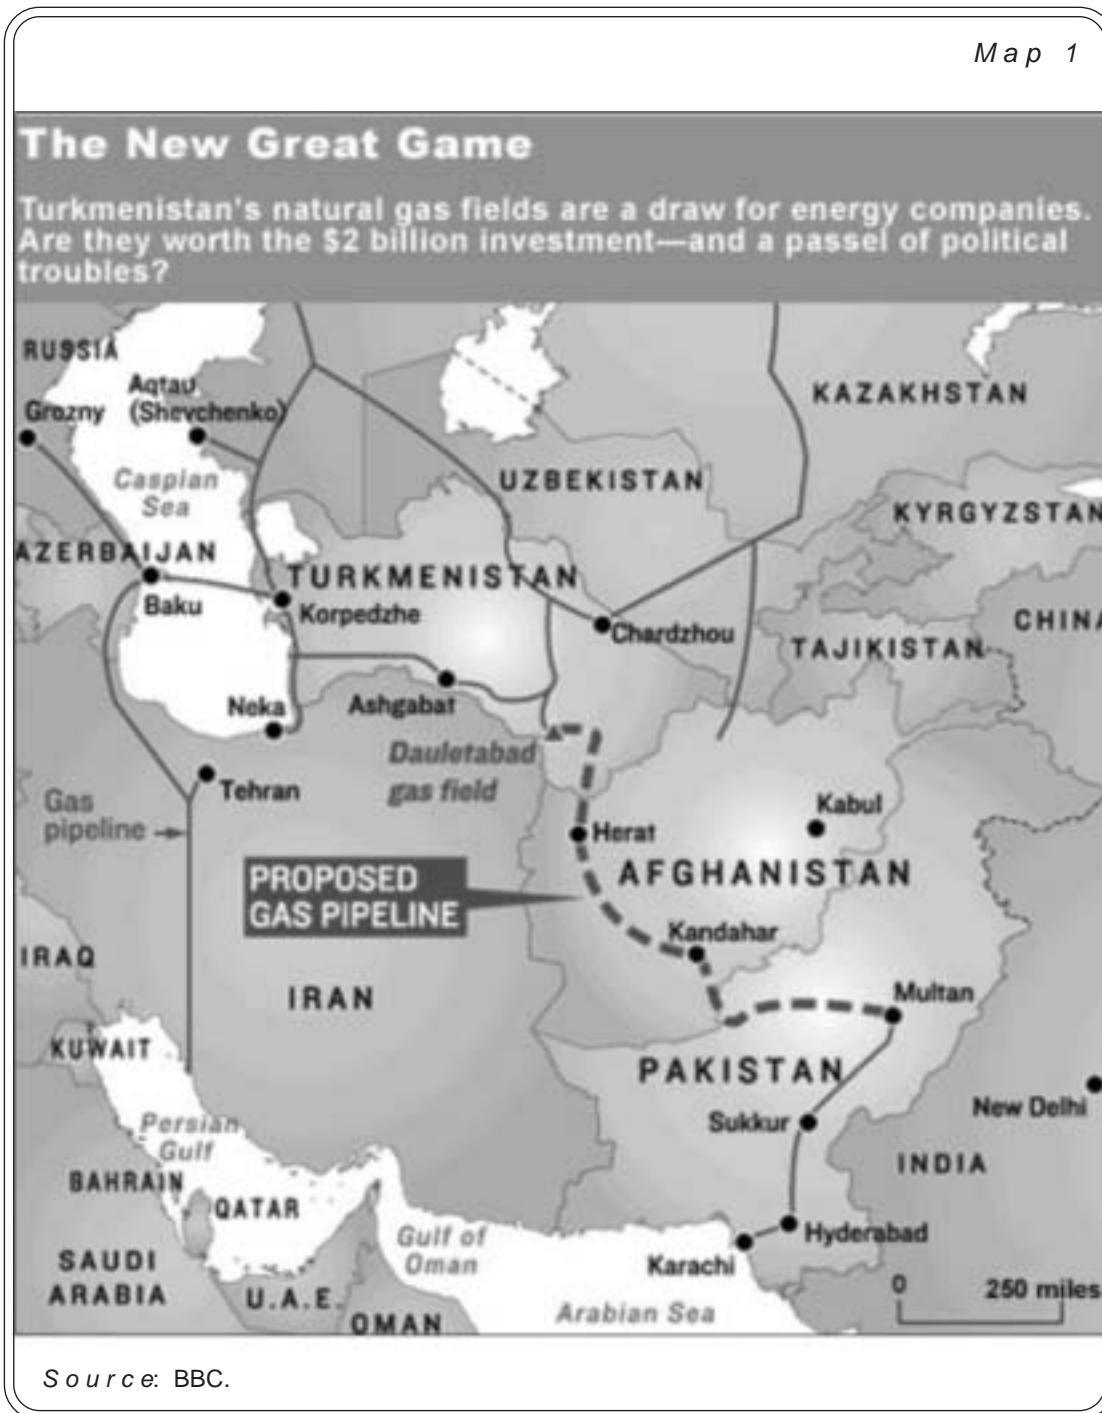 Map 1
The New Great Game
Turkmenistan's natural gas fields are a draw for energy companies.
Are they worth the $2 billion investment—and a passel of political
troubles?
RUSSIA
Aqtau
(Shevchenko)
Grozny
KAZAKHSTAN
Caspian
Sea
UZBEKISTAN
KYRGYZSTAN
AZERBAIJAN
TURKMENISTAN
Baku
Korpedzhe
Chardzhou
CHINA
TAJIKISTAN
Neka
Ashgabat
Dauletabad
gas field
Tehran
Gas
pipeline
Kabul
Herat
AFGHANISTAN
PROPOSED
GAS PIPELINE
Kandahar
IRAQ
IRAN
Multan
KUWAIT
PAKISTAN
New Delhi
Persian
Gulf
Sukkur
INDIA
BAHRAIN
QATAR
Gulf of
Oman
Hyderabad
Karachi
SAUDI
ARABIA
U.A.E.
OMAN
Arabian Sea
0 250 miles
Source: BBC.